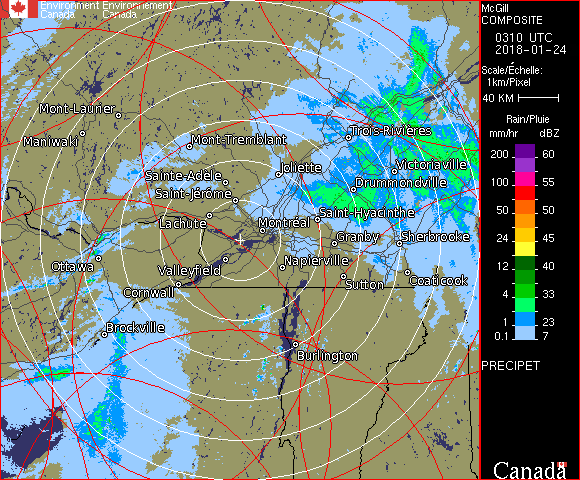 Environment Environnement
Canada Canada
McGill
COMPOSITE
0310 UTC
2018-01-24
Scale/Échelle:
1km/Pixel
40 KM
Rain/Pluie
mm/hr dBZ
200 60
100 55
50 50
24 45
12 40
8 33
4 28
1 23
0.1 7
PRECIPET
Canada
Mont-Laurier
Maniwaki
Mont-Tremblant
Trois-Rivières
Joliette
Victoriaville
Sainte-Adèle
Drummondville
Saint-Jérôme
Lachute
Saint-Hyacinthe
Montréal
Granby
Sherbrooke
Ottawa
Valleyfield
Napierville
Cornwall
Sutton
Coaticook
Brockville
Burlington